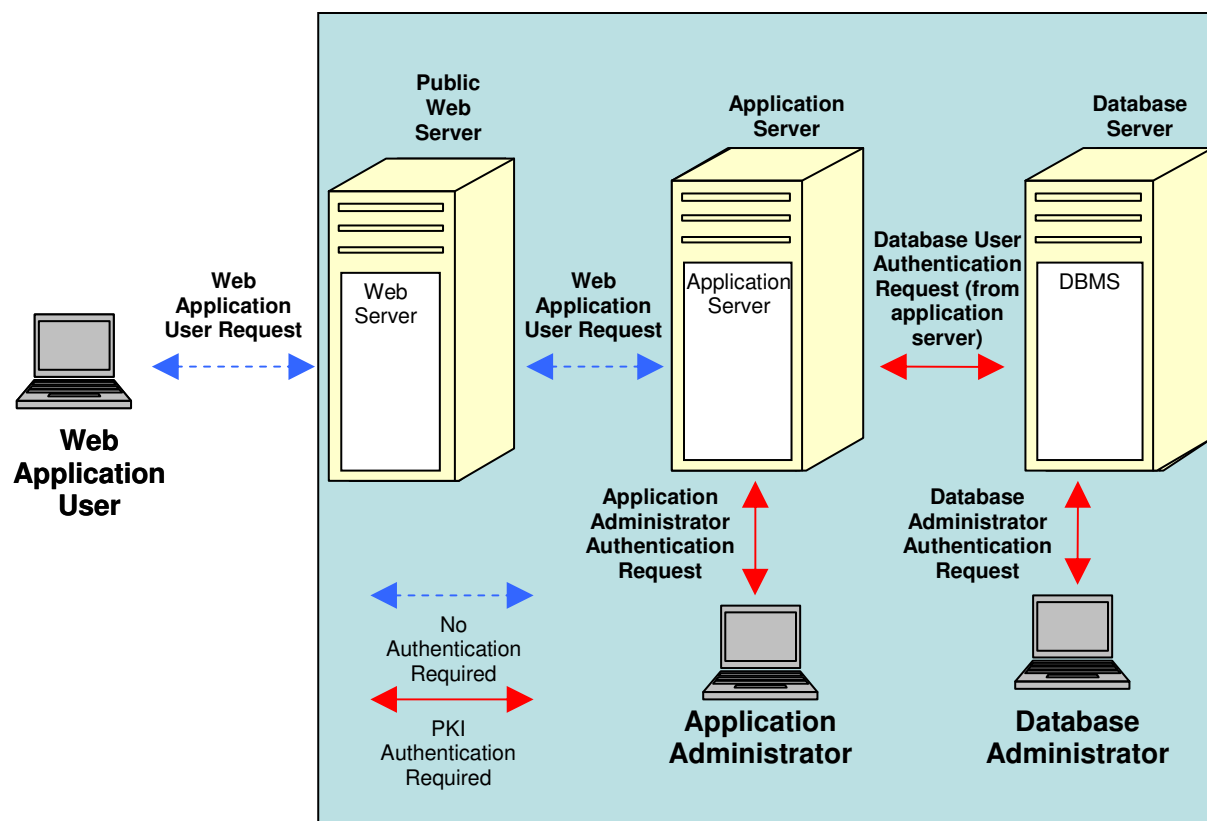 Public
Web
Server
Application
Server
Database
Server
Web
Application
User Request
Web
Server
Web
Application
User Request
Application
Server
Database User
Authentication
Request (from
application
server)
DBMS
Web
Application
User
Application
Administrator
Authentication
Request
Database
Administrator
Authentication
Request
No
Authentication
Required
PKI
Authentication
Required
Application
Administrator
Database
Administrator